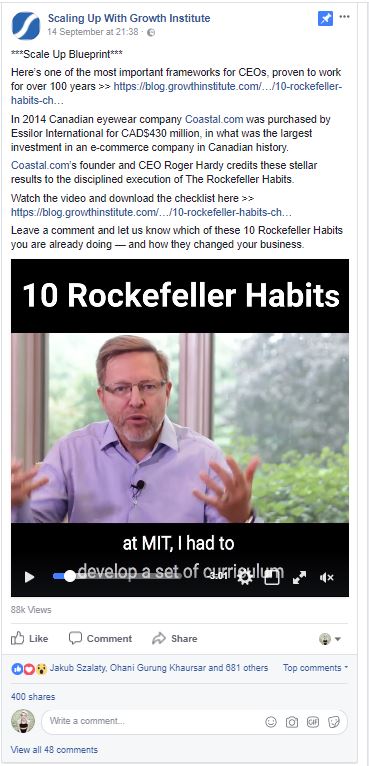 Scaling Up With Growth Institute
14 September at 21:38 ·
***Scale Up Blueprint***
Here's one of the most important frameworks for CEOs, proven to work
for over 100 years >> https://blog.growthinstitute.com/…/10-rockefeller-
habits-ch…
In 2014 Canadian eyewear company Coastal.com was purchased by
Essilor International for CAD$430 million, in what was the largest
investment in an e-commerce company in Canadian history.
Coastal.com's founder and CEO Roger Hardy credits these stellar
results to the disciplined execution of The Rockefeller Habits.
Watch the video and download the checklist here >>
https://blog.growthinstitute.com/…/10-rockefeller-habits-ch…
Leave a comment and let us know which of these 10 Rockefeller Habits
you are already doing — and how they changed your business.
10 Rockefeller Habits
at MIT, I had to
develop a set of curriculum
3:01
88k Views
Like Comment Share
Jakub Szalaty, Ohani Gurung Khaursar and 681 others Top comments
400 shares
Write a comment...
GIF
View all 48 comments